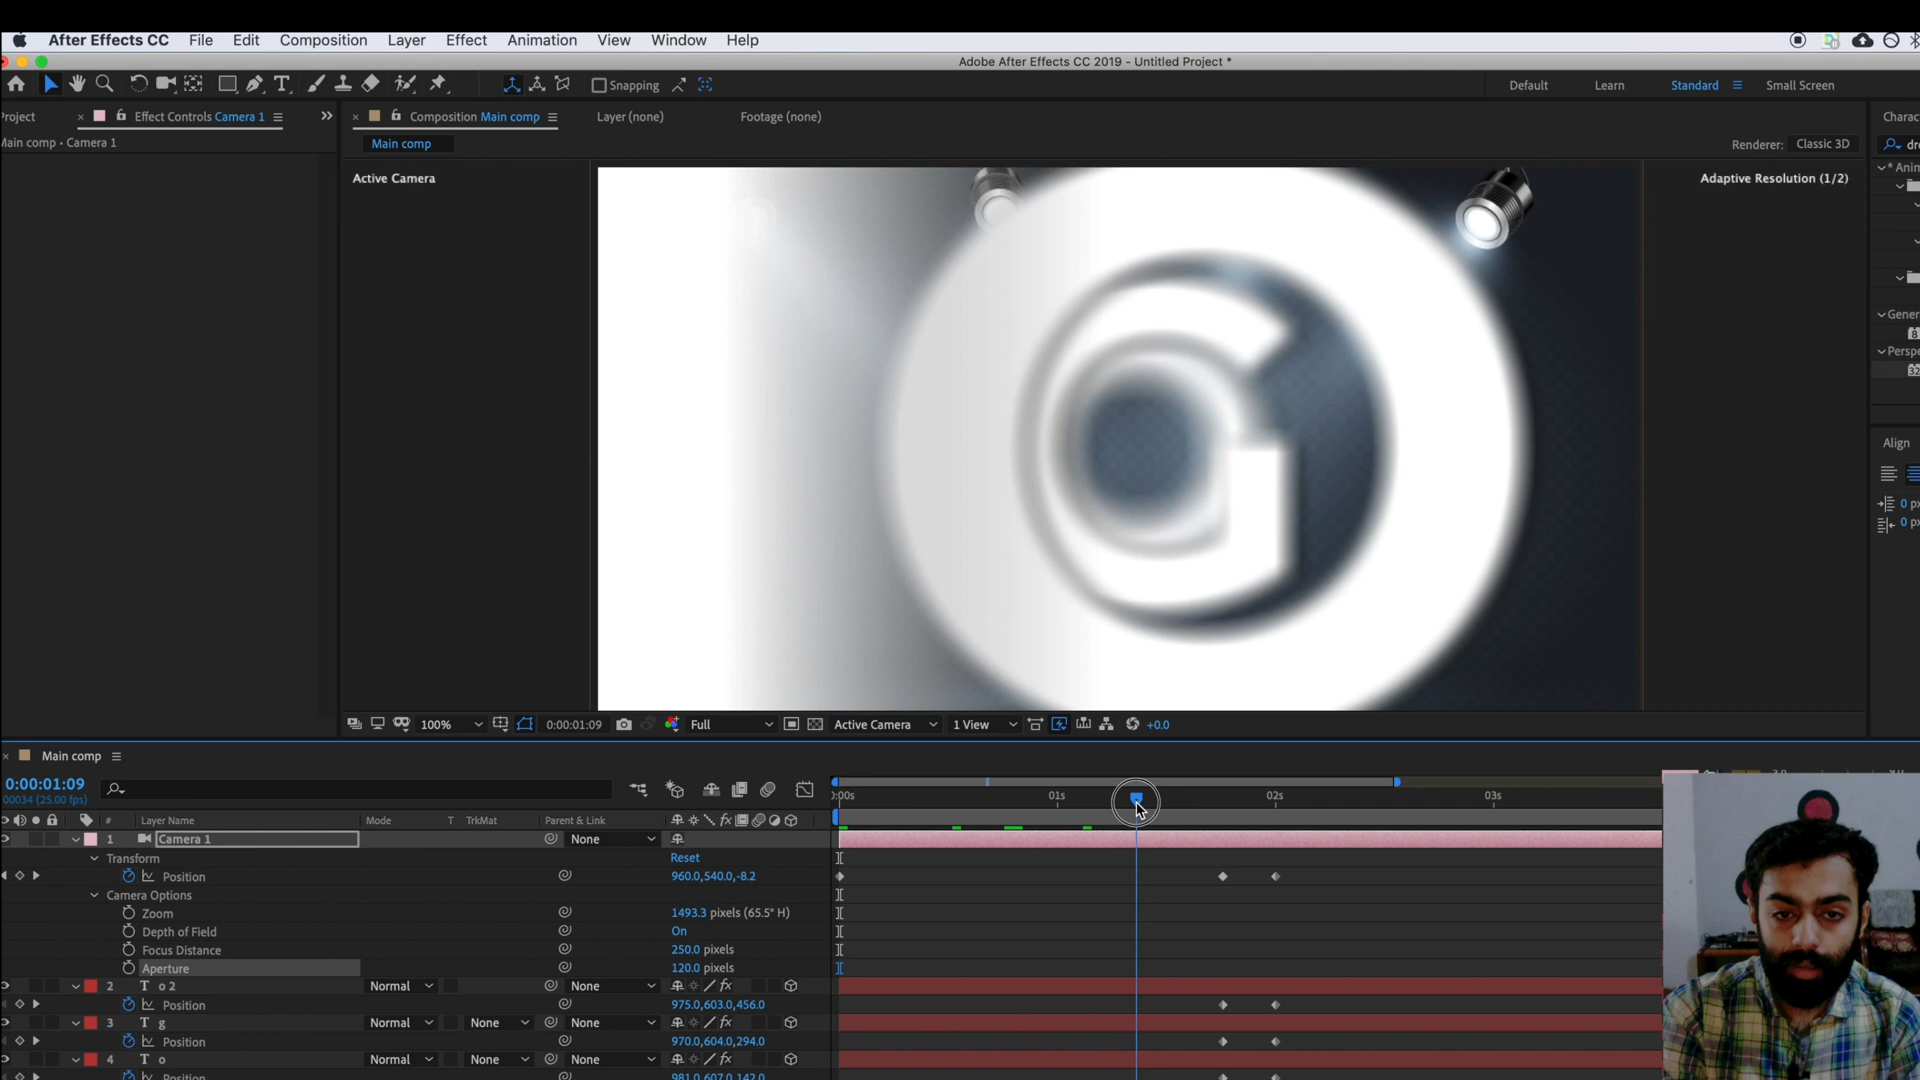 After Effects CC File Edit Composition Layer Effect Animation View Window Help
Adobe After Effects CC 2019 - Untitled Project *
Snapping Default Learn Standard Small Screen
roject Effect Controls Camera 1 Composition Main comp Layer (none) Footage (none) Charac
Main comp • Camera 1 Main comp Renderer: Classic 3D dr
Active Camera Adaptive Resolution (1/2) * Anim
Gener
Perspe
32
Align
0 px
0 px
G
100% 0:00:01:09 Full Active Camera 1 View +0.0
Main comp
0:00:01:09
00034 (25.00 fps) 0:00s 01s 02s 03s
# Layer Name Mode T TrkMat Parent & Link fx
1 Camera 1 None
Transform Reset
Position 960.0,540.0,-8.2
Camera Options
Zoom 1493.3 pixels (65.5° H)
Depth of Field On
Focus Distance 250.0 pixels
Aperture 120.0 pixels
2 T o 2 Normal None fx
Position 975.0,603.0,456.0
3 T g Normal None None fx
Position 970.0,604.0,294.0
4 T o Normal None None fx
Position 981.0,607.0,142.0